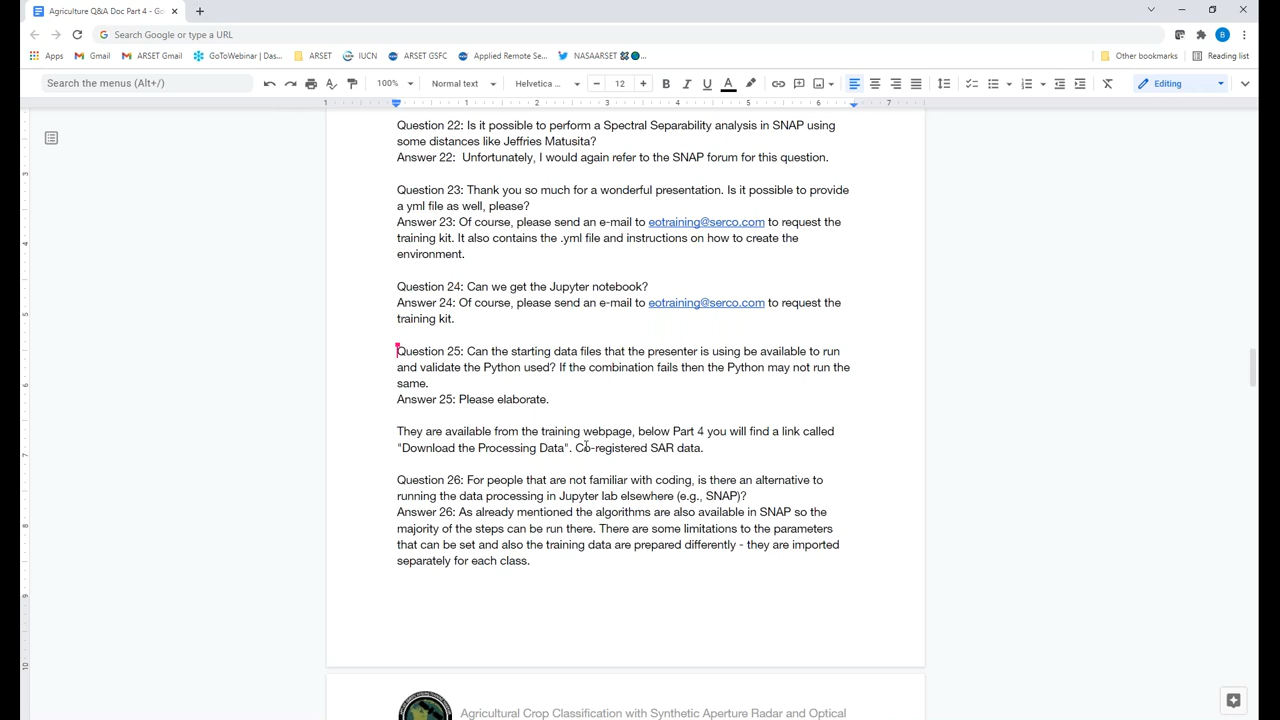 Agriculture Q&A Doc Part 4 - Go
Search Google or type a URL
Apps
Gmail
ARSET Gmail
GoToWebinar | Das...
ARSET
IUCN
ARSET GSFC
Applied Remote Se...
NASAARSET
Other bookmarks
Reading list
Search the menus (Alt+/)
100%
Normal text
Helvetica ...
12
Editing
Question 22: Is it possible to perform a Spectral Separability analysis in SNAP using
some distances like Jeffries Matusita?
Answer 22: Unfortunately, I would again refer to the SNAP forum for this question.
Question 23: Thank you so much for a wonderful presentation. Is it possible to provide
a yml file as well, please?
Answer 23: Of course, please send an e-mail to eotraining@serco.com to request the
training kit. It also contains the .yml file and instructions on how to create the
environment.
Question 24: Can we get the Jupyter notebook?
Answer 24: Of course, please send an e-mail to eotraining@serco.com to request the
training kit.
Question 25: Can the starting data files that the presenter is using be available to run
and validate the Python used? If the combination fails then the Python may not run the
same.
Answer 25: Please elaborate.
They are available from the training webpage, below Part 4 you will find a link called
"Download the Processing Data". Co-registered SAR data.
Question 26: For people that are not familiar with coding, is there an alternative to
running the data processing in Jupyter lab elsewhere (e.g., SNAP)?
Answer 26: As already mentioned the algorithms are also available in SNAP so the
majority of the steps can be run there. There are some limitations to the parameters
that can be set and also the training data are prepared differently - they are imported
separately for each class.
Agricultural Crop Classification with Synthetic Aperture Radar and Optical